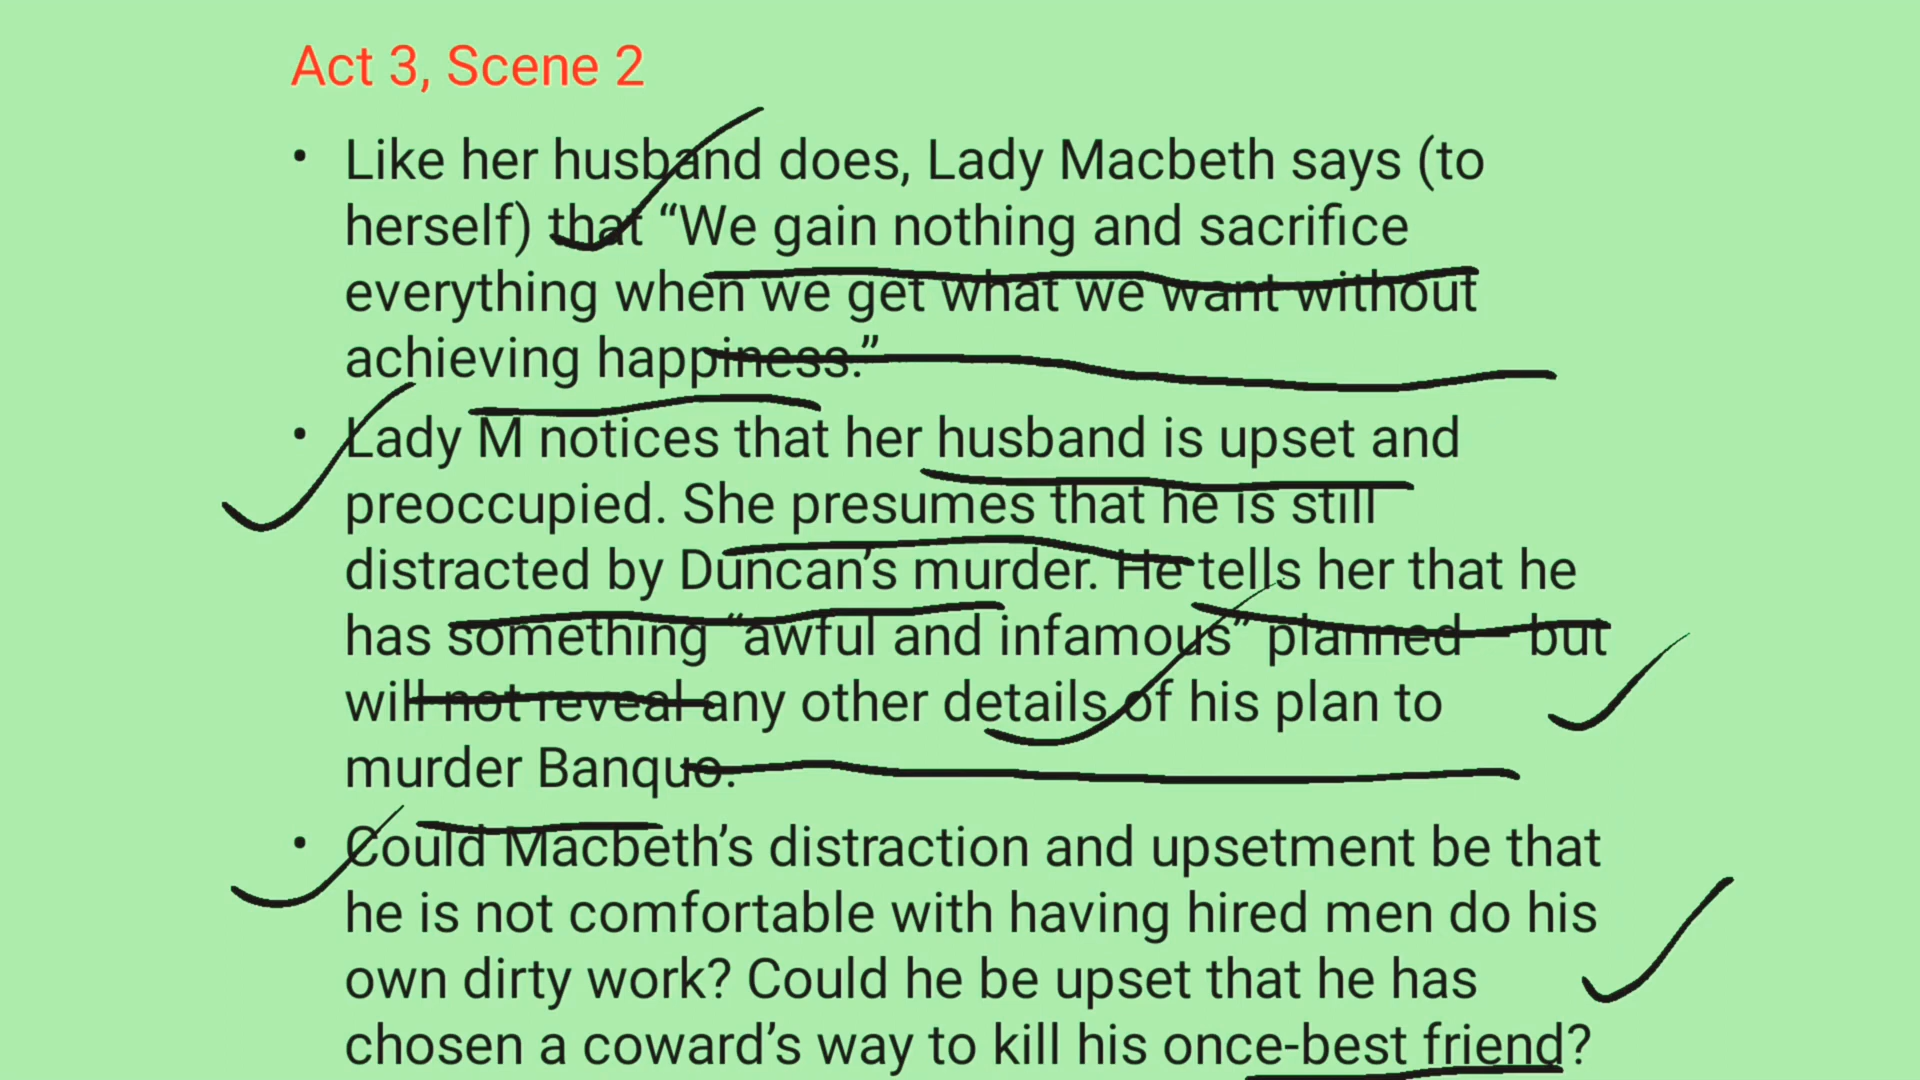 Act 3, Scene 2
• Like her husband does, Lady Macbeth says (to
herself) that “We gain nothing and sacrifice
everything when we get what we want without
achieving happiness.”
• Lady M notices that her husband is upset and
preoccupied. She presumes that he is still
distracted by Duncan’s murder. He tells her that he
has something “awful and infamous” planned — but
will not reveal any other details of his plan to
murder Banquo.
• Could Macbeth’s distraction and upsetment be that
he is not comfortable with having hired men do his
own dirty work? Could he be upset that he has
chosen a coward’s way to kill his once-best friend?